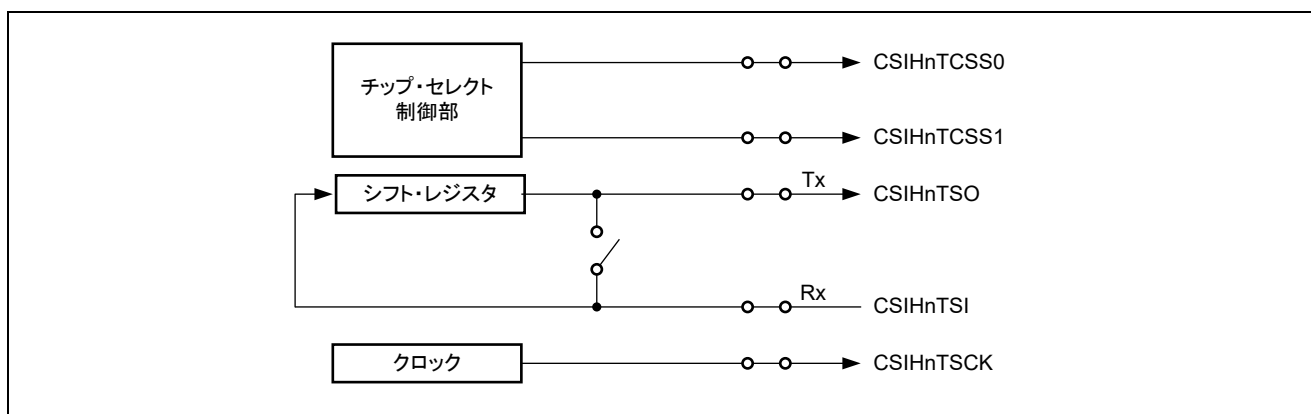 チップ・セレクト
制御部
CSIHnTCSS0
CSIHnTCSS1
シフト・レジスタ
Tx
CSIHnTSO
Rx
CSIHnTSI
クロック
CSIHnTSCK